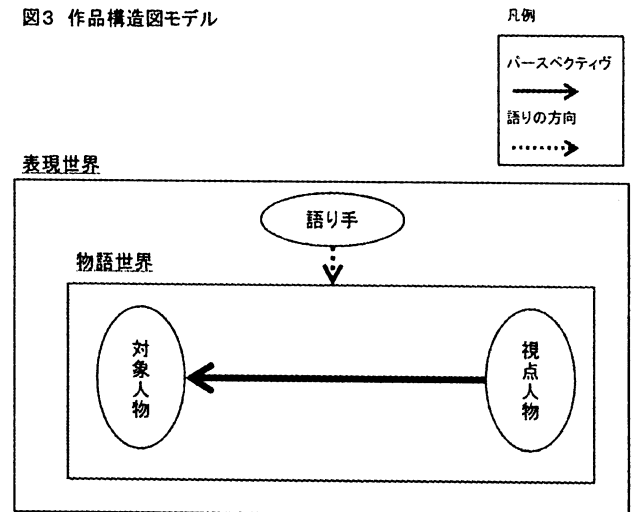 図3 作品構造図モデル
凡例
パースペクティヴ
語りの方向
表現世界
語り手
物語世界
対象人物
視点人物